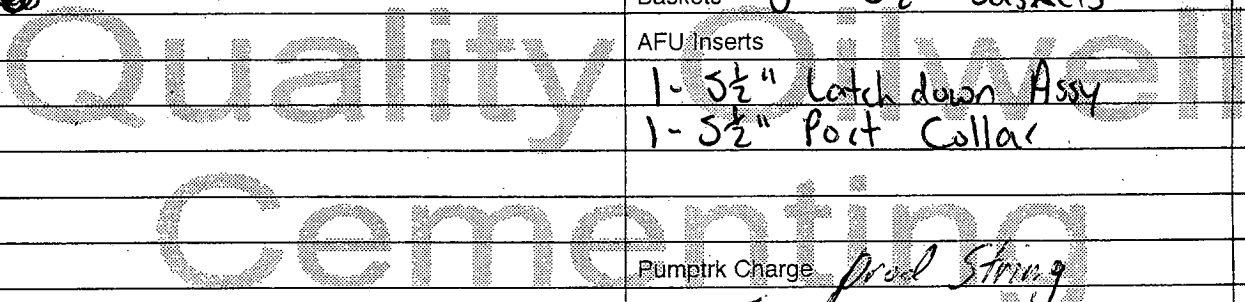 Baskets
Quality Oilwell
AFU Inserts
1- 5½" Latch down Assy
1- 5½" Port Collar
Cementing
Pumptrk Charge prod String